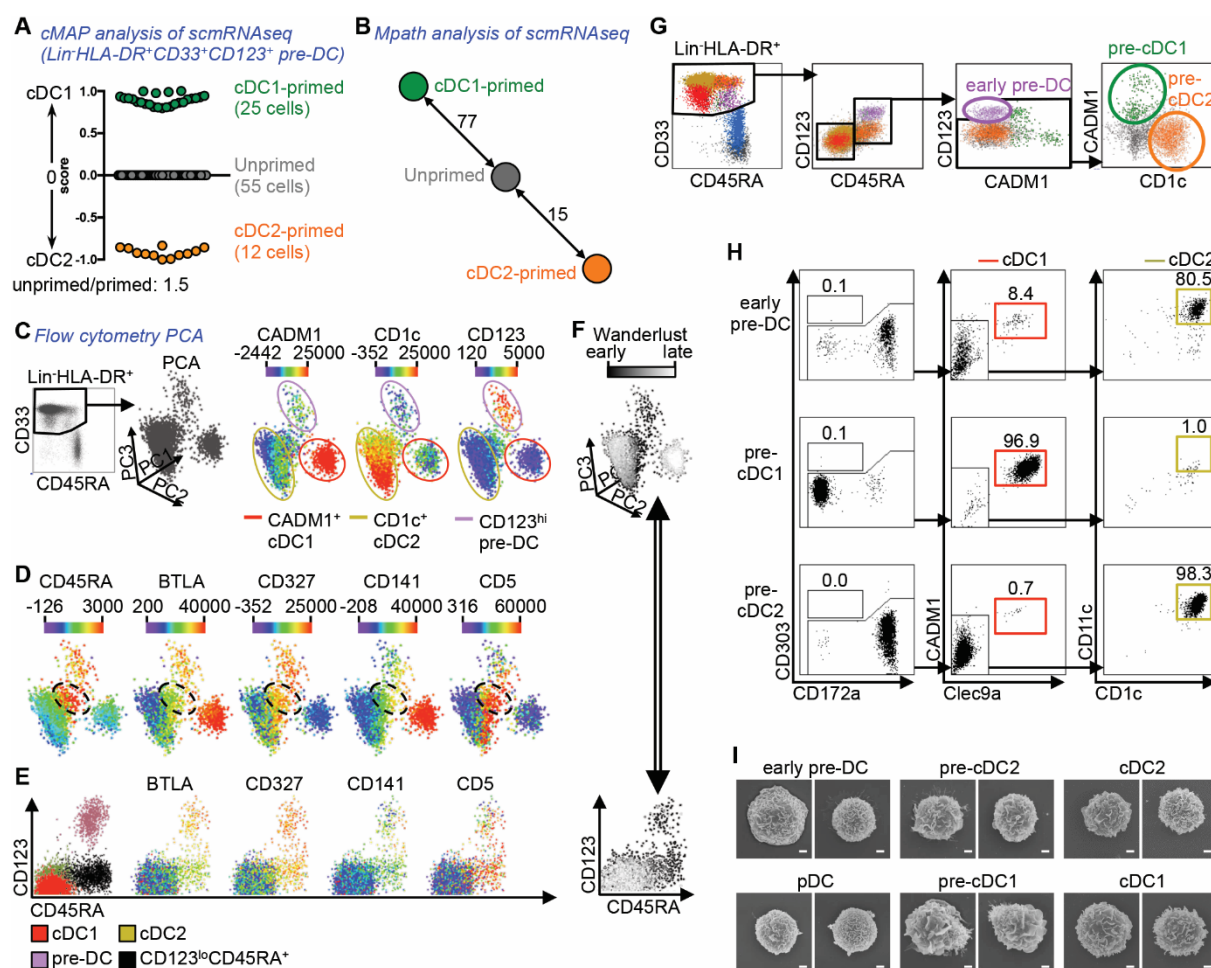 A
cMAP analysis of scmRNAseq
(Lin⁻HLA-DR⁺CD33⁺CD123⁺ pre-DC)
cDC1
1.0
0.5
0
score
0.0
-0.5
cDC2
-1.0
cDC1-primed
(25 cells)
Unprimed
(55 cells)
cDC2-primed
(12 cells)
unprimed/primed: 1.5
B
Mpath analysis of scmRNAseq
cDC1-primed
77
Unprimed
15
cDC2-primed
C
Flow cytometry PCA
Lin⁻HLA-DR⁺
CD33
CD45RA
PCA
PC3
PC1
PC2
CADM1
-2442 25000
CD1c
-352 25000
CD123
120 5000
CADM1⁺
cDC1
CD1c⁺
cDC2
CD123ʰⁱ
pre-DC
D
CD45RA
-126 3000
BTLA
200 40000
CD327
-352 25000
CD141
-208 40000
CD5
316 60000
E
BTLA CD327 CD141 CD5
CD123
CD45RA
cDC1
cDC2
pre-DC
CD123ˡᵒCD45RA⁺
F
Wanderlust
early late
PC3
PC2
CD123
CD45RA
G
Lin⁻HLA-DR⁺
CD33
CD45RA
CD123
CD45RA
early pre-DC
CD123
CADM1
pre-cDC1
pre-
cDC2
CADM1
CD1c
H
cDC1
cDC2
early
pre-DC
0.1
8.4
80.5
pre-
cDC1
0.1
96.9
1.0
pre-
cDC2
0.0
0.7
98.3
CD303
CD172a
CADM1
Clec9a
CD11c
CD1c
I
early pre-DC
pre-cDC2
cDC2
pDC
pre-cDC1
cDC1